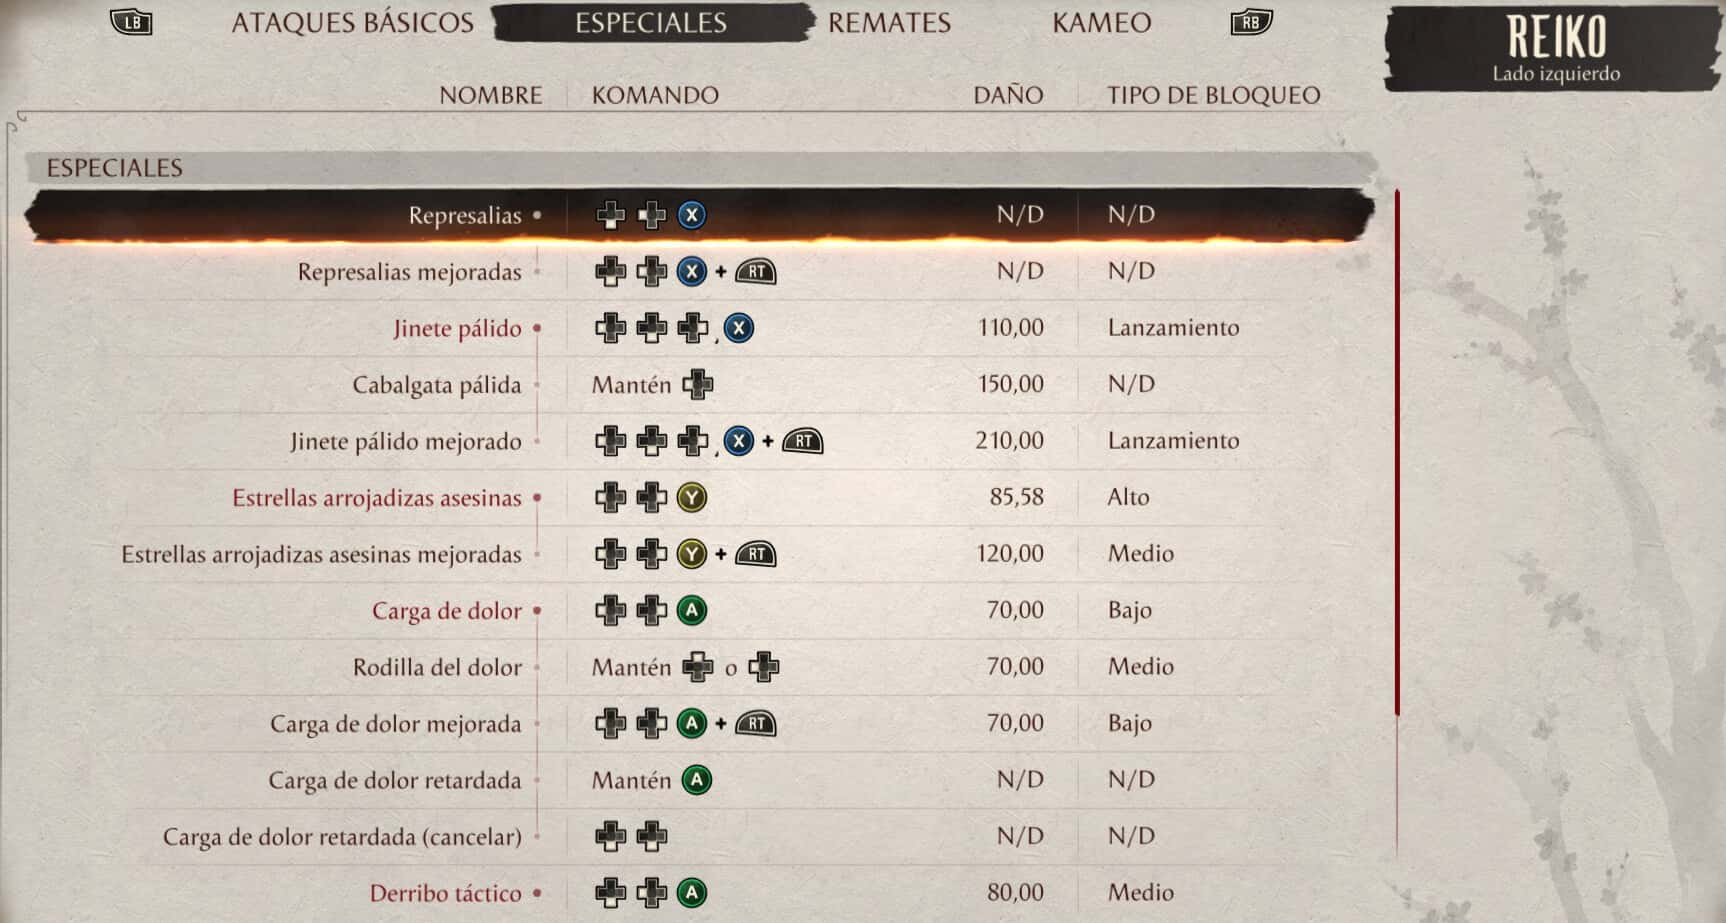 LB ATAQUES BÁSICOS ESPECIALES REMATES KAMEO RB
REIKO
Lado izquierdo
NOMBRE KOMANDO DAÑO TIPO DE BLOQUEO
ESPECIALES
Represalias X N/D N/D
Represalias mejoradas X + RT N/D N/D
Jinete pálido , X 110,00 Lanzamiento
Cabalgata pálida Mantén 150,00 N/D
Jinete pálido mejorado , X + RT 210,00 Lanzamiento
Estrellas arrojadizas asesinas Y 85,58 Alto
Estrellas arrojadizas asesinas mejoradas Y + RT 120,00 Medio
Carga de dolor A 70,00 Bajo
Rodilla del dolor Mantén o 70,00 Medio
Carga de dolor mejorada A + RT 70,00 Bajo
Carga de dolor retardada Mantén A N/D N/D
Carga de dolor retardada (cancelar) N/D N/D
Derribo táctico A 80,00 Medio